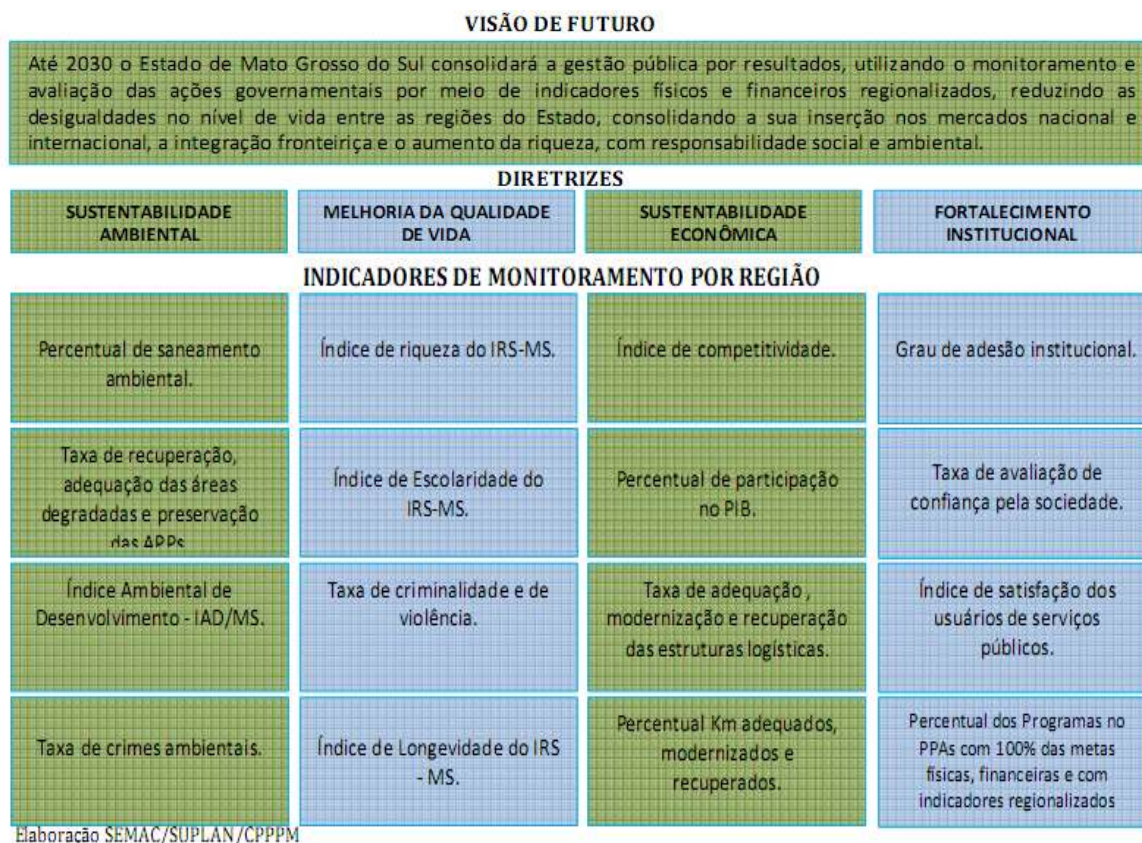 VISÃO DE FUTURO
Até 2030 o Estado de Mato Grosso do Sul consolidará a gestão pública por resultados, utilizando o monitoramento e
avaliação das ações governamentais por meio de indicadores físicos e financeiros regionalizados, reduzindo as
desigualdades no nível de vida entre as regiões do Estado, consolidando a sua inserção nos mercados nacional e
internacional, a integração fronteiriça e o aumento da riqueza, com responsabilidade social e ambiental.
DIRETRIZES
SUSTENTABILIDADE
AMBIENTAL
MELHORIA DA QUALIDADE
DE VIDA
SUSTENTABILIDADE
ECONÔMICA
FORTALECIMENTO
INSTITUCIONAL
INDICADORES DE MONITORAMENTO POR REGIÃO
Percentual de saneamento
ambiental.
Índice de riqueza do IRS-MS.
Índice de competitividade.
Grau de adesão institucional.
Taxa de recuperação,
adequação das áreas
degradadas e preservação
das APPs
Índice de Escolaridade do
IRS-MS.
Percentual de participação
no PIB.
Taxa de avaliação de
confiança pela sociedade.
Índice Ambiental de
Desenvolvimento - IAD/MS.
Taxa de criminalidade e de
violência.
Taxa de adequação ,
modernização e recuperação
das estruturas logísticas.
Índice de satisfação dos
usuários de serviços
públicos.
Taxa de crimes ambientais.
Índice de Longevidade do IRS
- MS.
Percentual Km adequados,
modernizados e
recuperados.
Percentual dos Programas no
PPAs com 100% das metas
físicas, financeiras e com
indicadores regionalizados
Elaboração SEMAC/SUPLAN/CPPPM